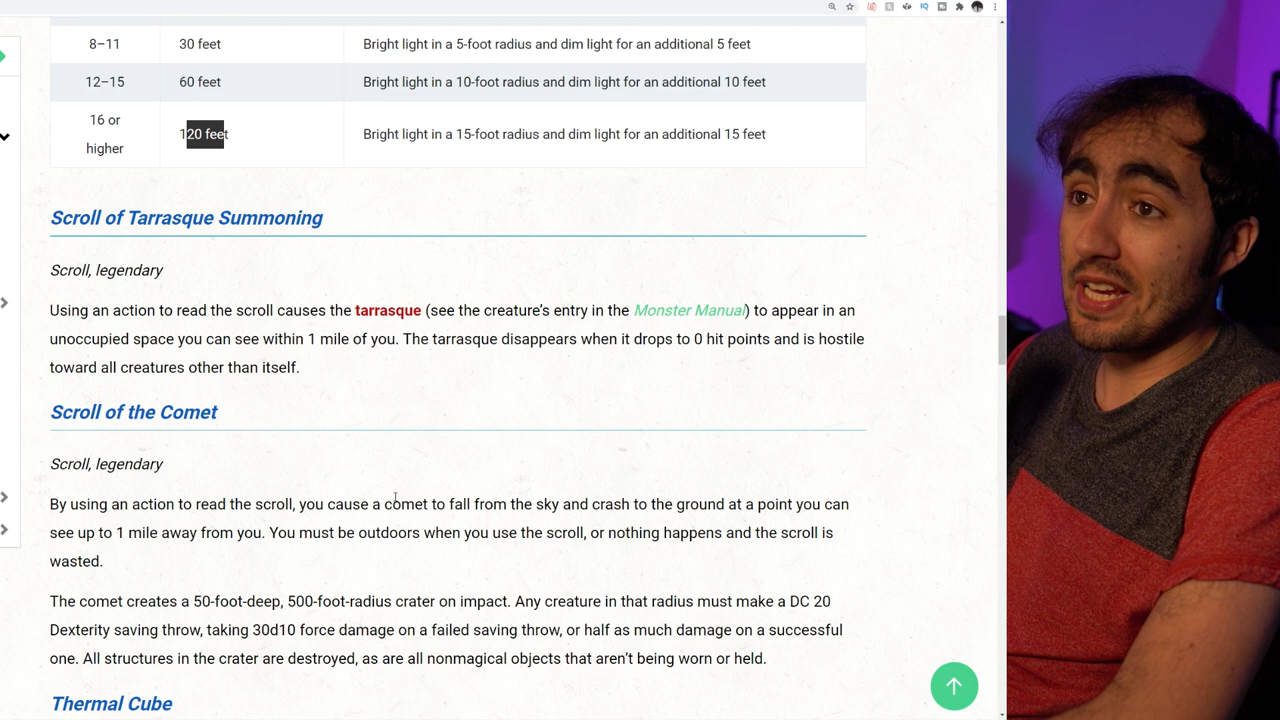 8–11 30 feet Bright light in a 5-foot radius and dim light for an additional 5 feet
12–15 60 feet Bright light in a 10-foot radius and dim light for an additional 10 feet
16 or
higher
120 feet Bright light in a 15-foot radius and dim light for an additional 15 feet
Scroll of Tarrasque Summoning
Scroll, legendary
Using an action to read the scroll causes the tarrasque (see the creature's entry in the Monster Manual) to appear in an
unoccupied space you can see within 1 mile of you. The tarrasque disappears when it drops to 0 hit points and is hostile
toward all creatures other than itself.
Scroll of the Comet
Scroll, legendary
By using an action to read the scroll, you cause a comet to fall from the sky and crash to the ground at a point you can
see up to 1 mile away from you. You must be outdoors when you use the scroll, or nothing happens and the scroll is
wasted.
The comet creates a 50-foot-deep, 500-foot-radius crater on impact. Any creature in that radius must make a DC 20
Dexterity saving throw, taking 30d10 force damage on a failed saving throw, or half as much damage on a successful
one. All structures in the crater are destroyed, as are all nonmagical objects that aren't being worn or held.
Thermal Cube